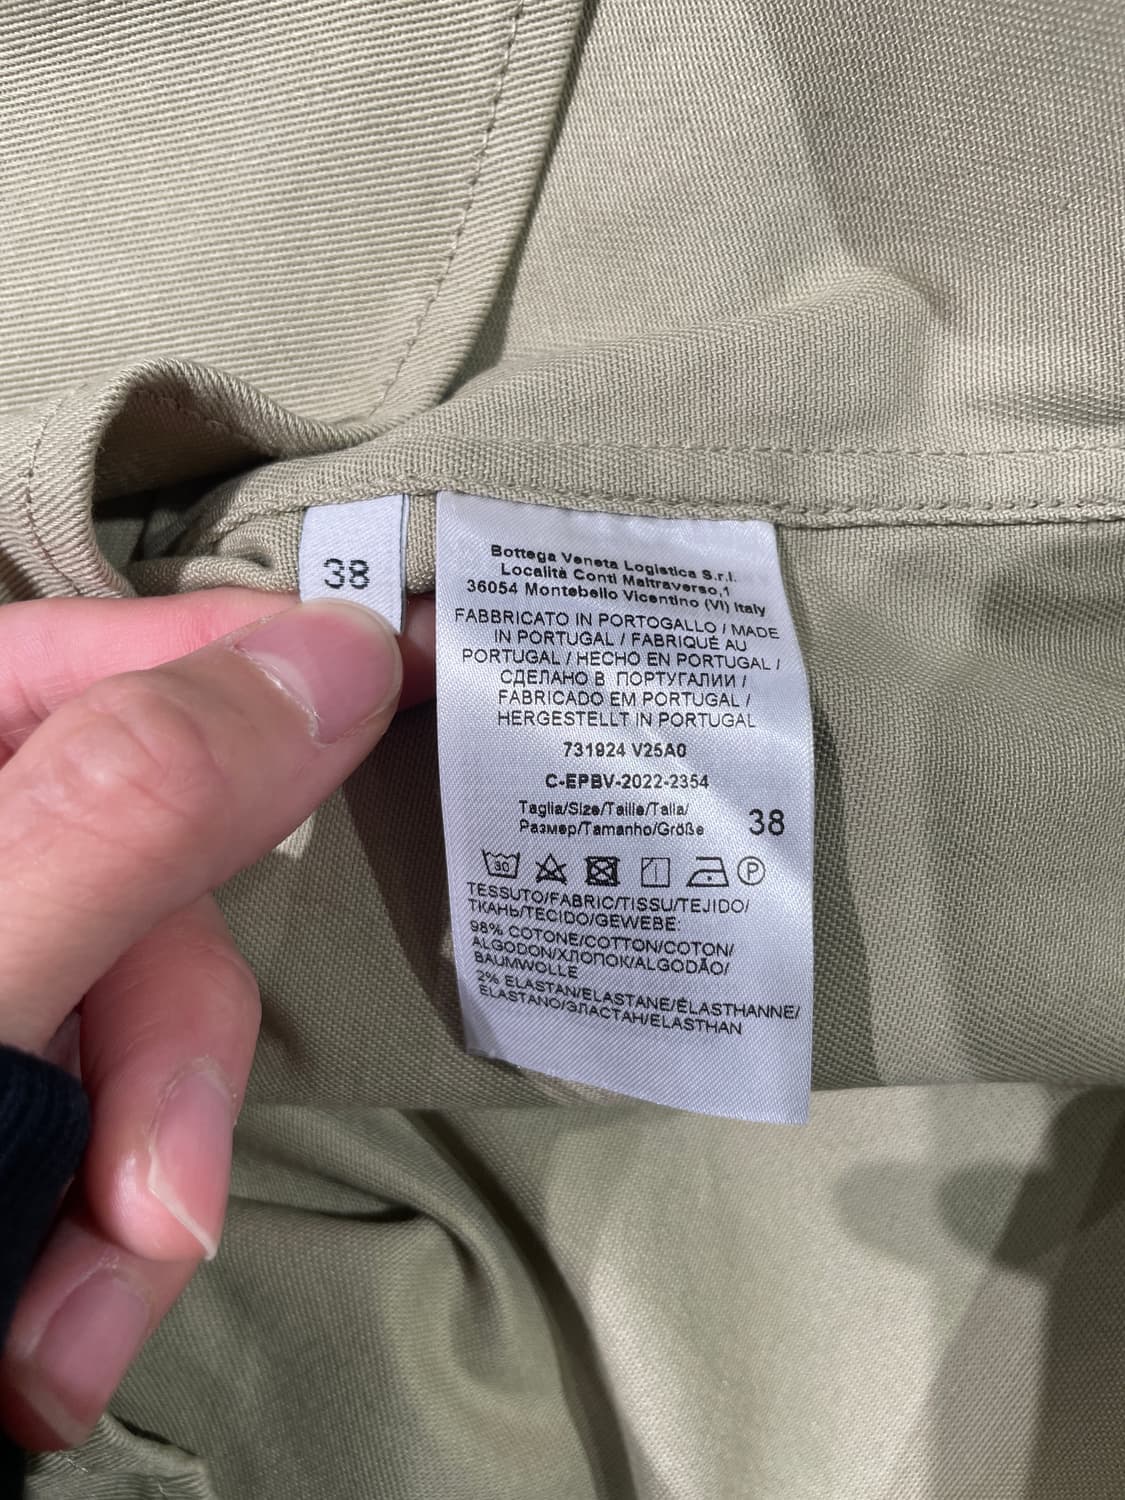 38
Bottega Veneta Logistica S.r.l.
Località Conti Maltraverso,1
36054 Montebello Vicentino (VI) Italy
FABBRICATO IN PORTOGALLO / MADE
IN PORTUGAL / FABRIQUÉ AU
PORTUGAL / HECHO EN PORTUGAL /
СДЕЛАНО В ПОРТУГАЛИИ /
FABRICADO EM PORTUGAL /
HERGESTELLT IN PORTUGAL
731924 V25A0
C-EPBV-2022-2354
Taglia/Size/Taille/Talla/
Размер/Tamanho/Größe 38
30 P
TESSUTO/FABRIC/TISSU/TEJIDO/
ТКАНЬ/TECIDO/GEWEBE:
98% COTONE/COTTON/COTON/
ALGODON/ХЛОПОК/ALGODÃO/
BAUMWOLLE
2% ELASTAN/ELASTANE/ÉLASTHANNE/
ELASTANO/ЭЛАСТАН/ELASTHAN